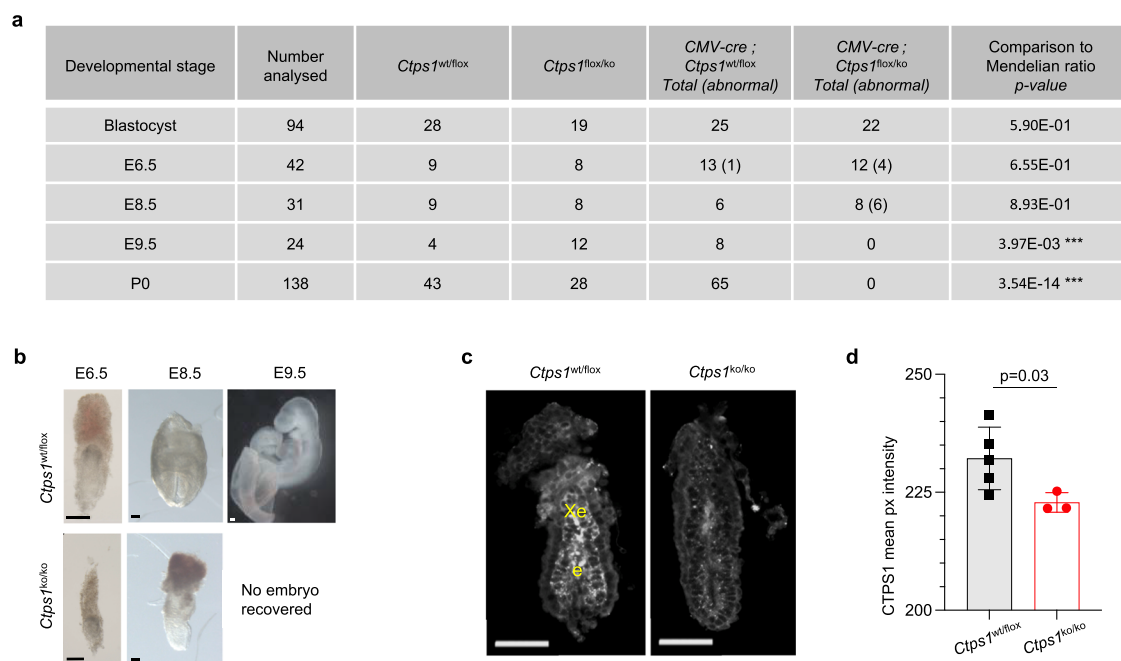 a
Developmental stage
Number
analysed
Ctps1wt/flox
Ctps1flox/ko
CMV-cre ;
Ctps1wt/flox
Total (abnormal)
CMV-cre ;
Ctps1flox/ko
Total (abnormal)
Comparison to
Mendelian ratio
p-value
Blastocyst 94 28 19 25 22 5.90E-01
E6.5 42 9 8 13 (1) 12 (4) 6.55E-01
E8.5 31 9 8 6 8 (6) 8.93E-01
E9.5 24 4 12 8 0 3.97E-03 ***
P0 138 43 28 65 0 3.54E-14 ***
b
E6.5 E8.5 E9.5
Ctps1wt/flox
Ctps1ko/ko
No embryo
recovered
c
Ctps1wt/flox
Ctps1ko/ko
Xe
e
d
p=0.03
CTPS1 mean px intensity
250
225
200
Ctps1wt/flox
Ctps1ko/ko